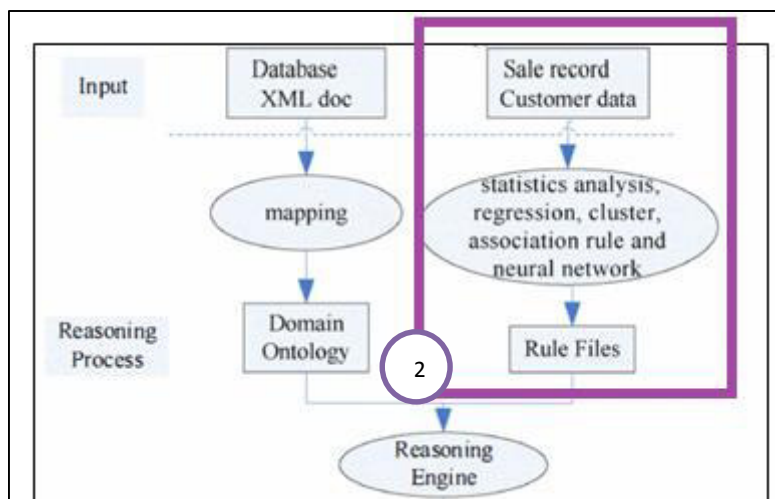 Input
Database
XML doc
Sale record
Customer data
mapping
statistics analysis,
regression, cluster,
association rule and
neural network
Reasoning
Process
Domain
Ontology
Rule Files
2
Reasoning
Engine